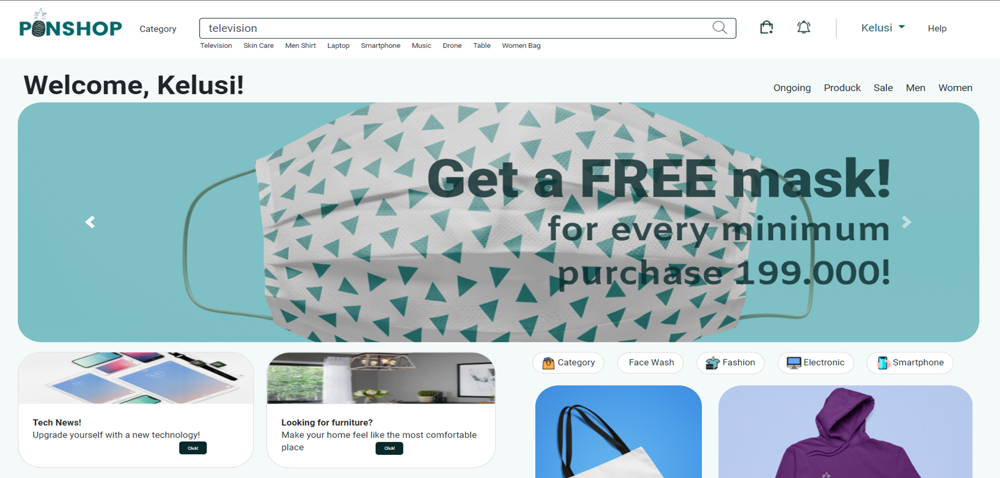 PONSHOP
Category
television
Television Skin Care Men Shirt Laptop Smartphone Music Drone Table Women Bag
Kelusi
Help
Welcome, Kelusi!
Ongoing Produck Sale Men Women
Get a FREE mask!
for every minimum
purchase 199.000!
Tech News!
Upgrade yourself with a new technology!
Click!
Looking for furniture?
Make your home feel like the most comfortable
place
Click!
Category
Face Wash
Fashion
Electronic
Smartphone